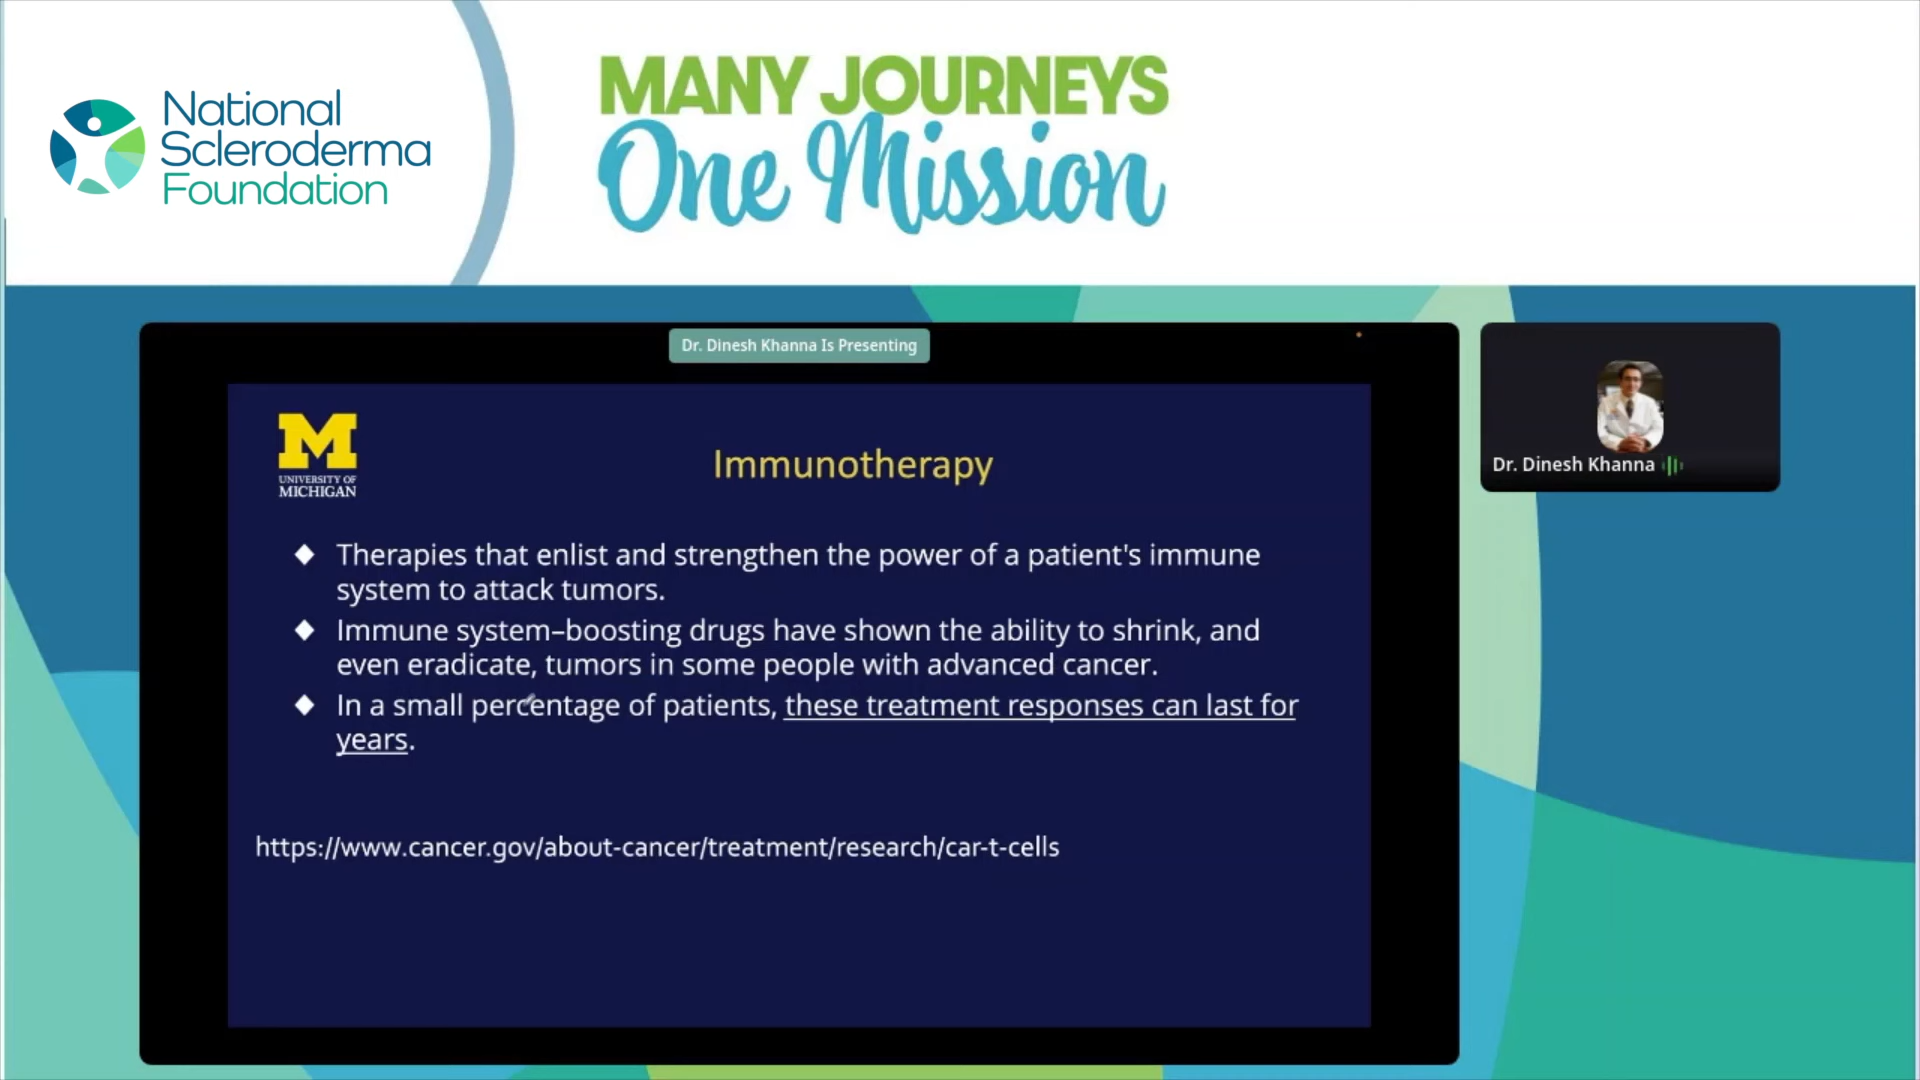 National
Scleroderma
Foundation
MANY JOURNEYS
One Mission
Dr. Dinesh Khanna Is Presenting
Dr. Dinesh Khanna
M
UNIVERSITY OF
MICHIGAN
Immunotherapy
Therapies that enlist and strengthen the power of a patient's immune
system to attack tumors.
Immune system–boosting drugs have shown the ability to shrink, and
even eradicate, tumors in some people with advanced cancer.
In a small percentage of patients, these treatment responses can last for
years.
https://www.cancer.gov/about-cancer/treatment/research/car-t-cells